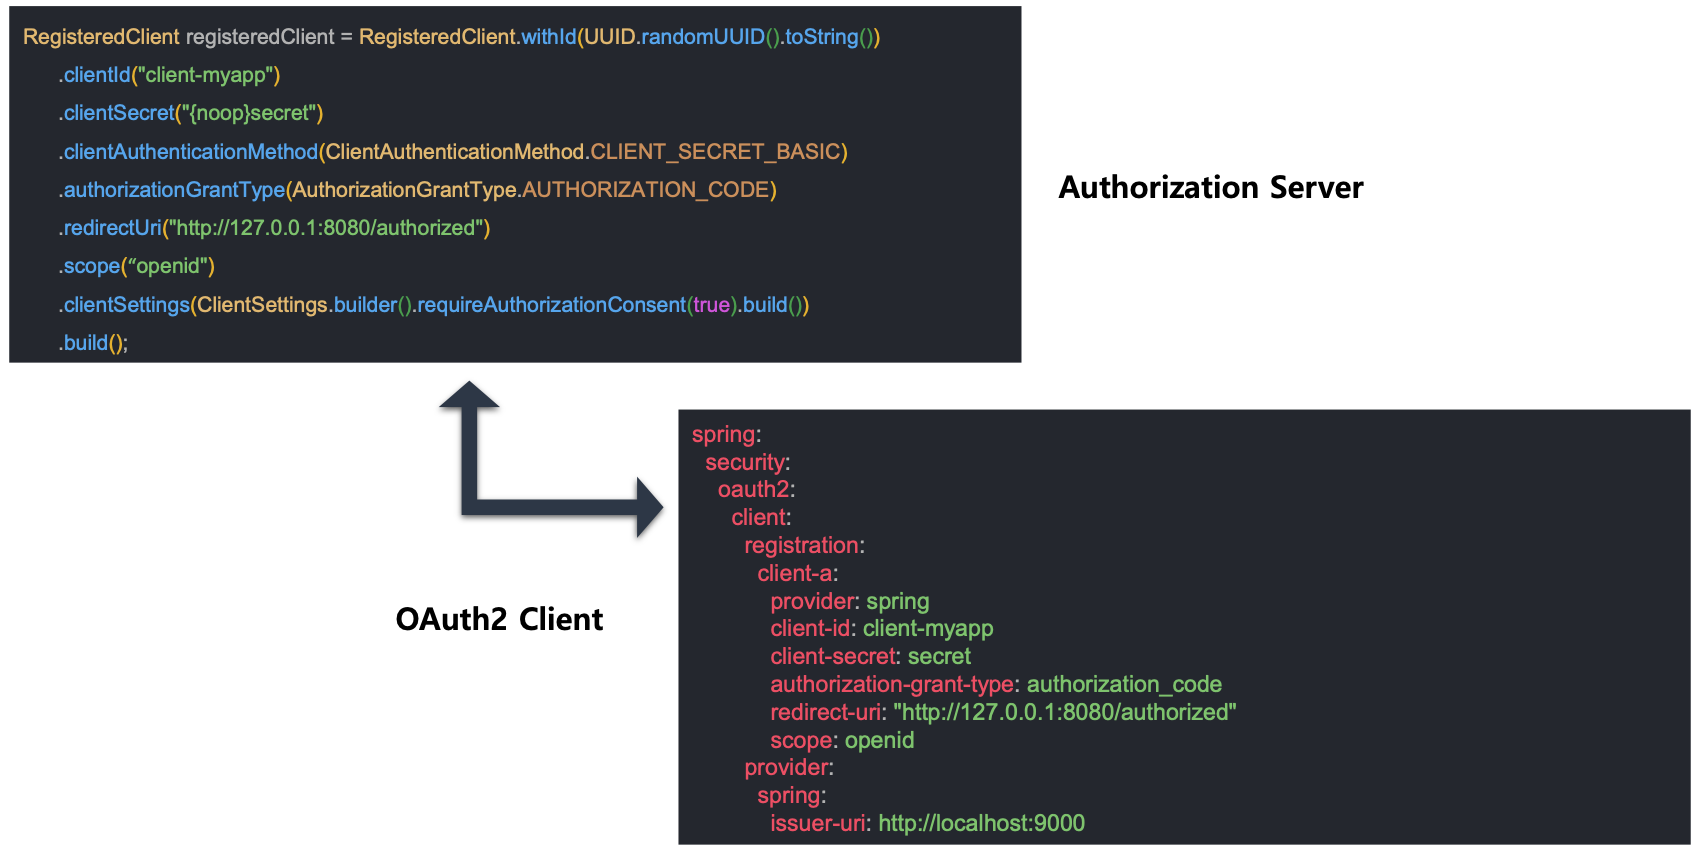 RegisteredClient registeredClient = RegisteredClient.withId(UUID.randomUUID().toString())
.clientId("client-myapp")
.clientSecret("{noop}secret")
.clientAuthenticationMethod(ClientAuthenticationMethod.CLIENT_SECRET_BASIC)
.authorizationGrantType(AuthorizationGrantType.AUTHORIZATION_CODE)
.redirectUri("http://127.0.0.1:8080/authorized")
.scope(“openid")
.clientSettings(ClientSettings.builder().requireAuthorizationConsent(true).build())
.build();
Authorization Server
OAuth2 Client
spring:
security:
oauth2:
client:
registration:
client-a:
provider: spring
client-id: client-myapp
client-secret: secret
authorization-grant-type: authorization_code
redirect-uri: "http://127.0.0.1:8080/authorized"
scope: openid
provider:
spring:
issuer-uri: http://localhost:9000